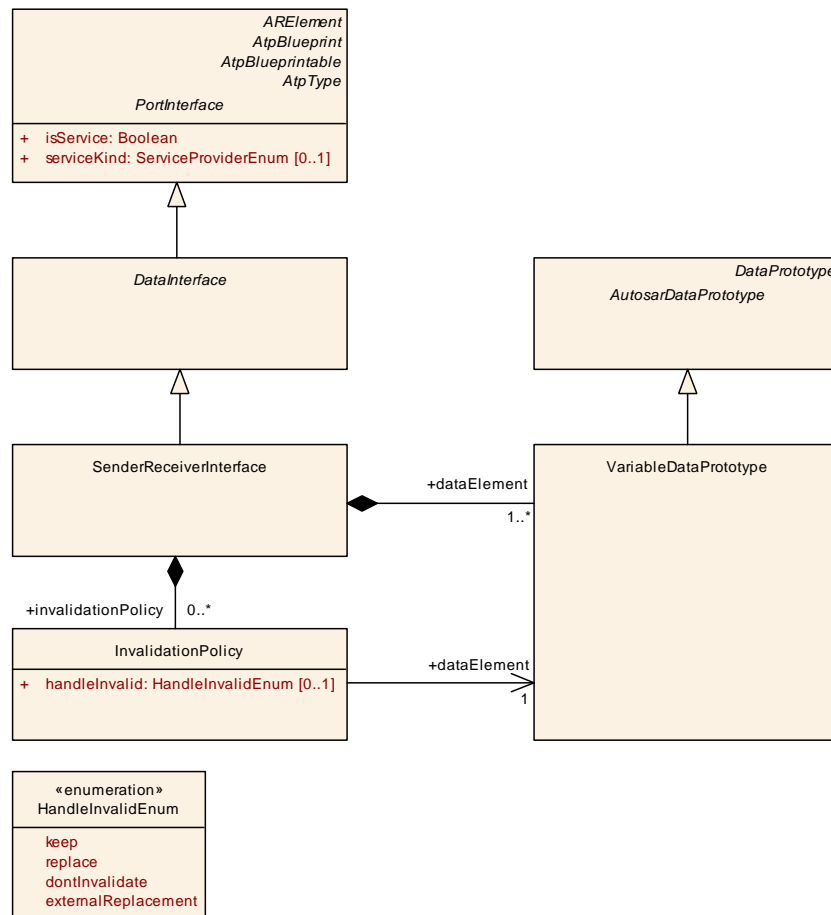 ARElement
AtpBlueprint
AtpBlueprintable
AtpType
PortInterface
+ isService: Boolean
+ serviceKind: ServiceProviderEnum [0..1]
DataInterface
DataPrototype
AutosarDataPrototype
SenderReceiverInterface
VariableDataPrototype
+dataElement
1..*
+invalidationPolicy 0..*
InvalidationPolicy
+ handleInvalid: HandleInvalidEnum [0..1]
+dataElement
1
«enumeration»
HandleInvalidEnum
keep
replace
dontInvalidate
externalReplacement